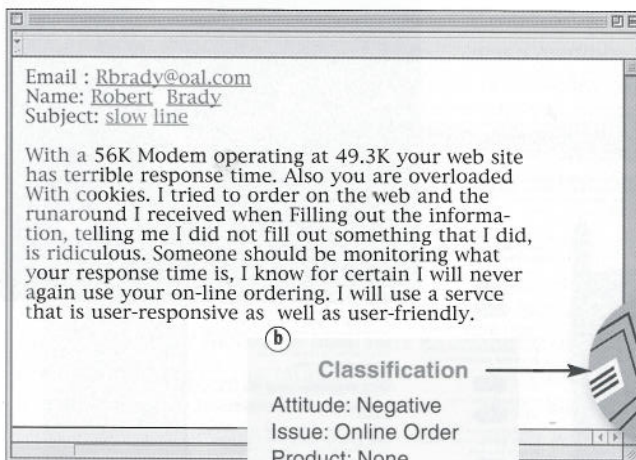 Email : Rbrady@oal.com
Name: Robert Brady
Subject: slow line
With a 56K Modem operating at 49.3K your web site
has terrible response time. Also you are overloaded
With cookies. I tried to order on the web and the
runaround I received when Filling out the informa-
tion, telling me I did not fill out something that I did,
is ridiculous. Someone should be monitoring what
your response time is, I know for certain I will never
again use your on-line ordering. I will use a servce
that is user-responsive as well as user-friendly.
b
Classification
Attitude: Negative
Issue: Online Order
Product: None